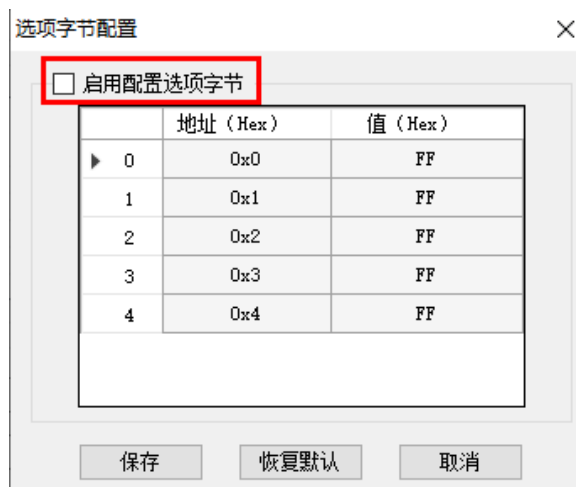 选项字节配置
启用配置选项字节
地址（Hex） 值（Hex）
0 0x0 FF
1 0x1 FF
2 0x2 FF
3 0x3 FF
4 0x4 FF
保存 恢复默认 取消